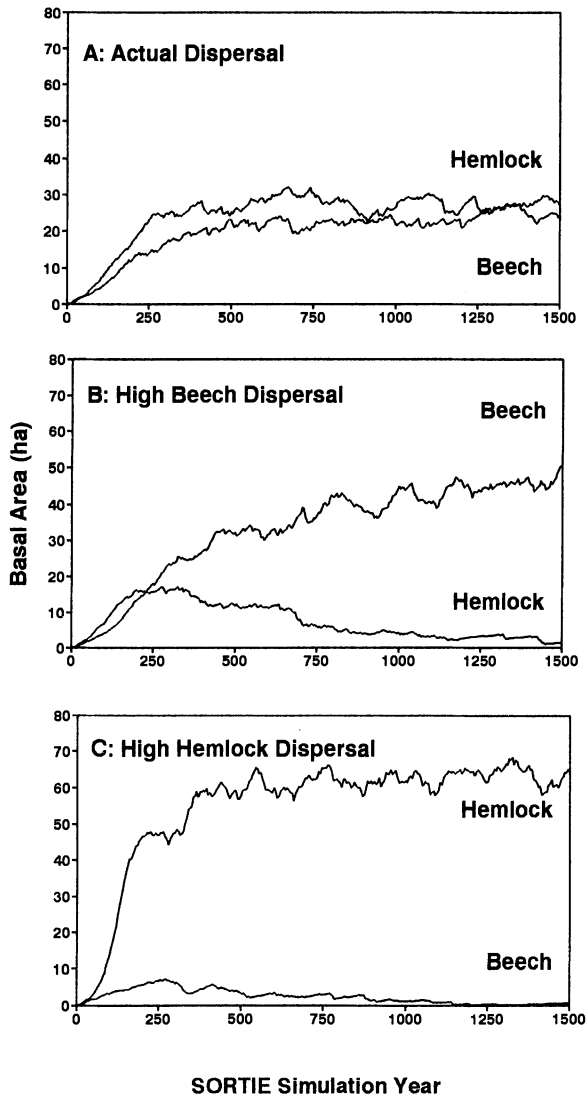 80
A: Actual Dispersal
70
60
50
40
Hemlock
30
20
10
Beech
0
0 250 500 750 1000 1250 1500
80
B: High Beech Dispersal
70
Beech
60
50
40
30
20
Hemlock
10
0
0 250 500 750 1000 1250 1500
Basal Area (ha)
80
C: High Hemlock Dispersal
70
60
Hemlock
50
40
30
20
Beech
10
0
0 250 500 750 1000 1250 1500
SORTIE Simulation Year